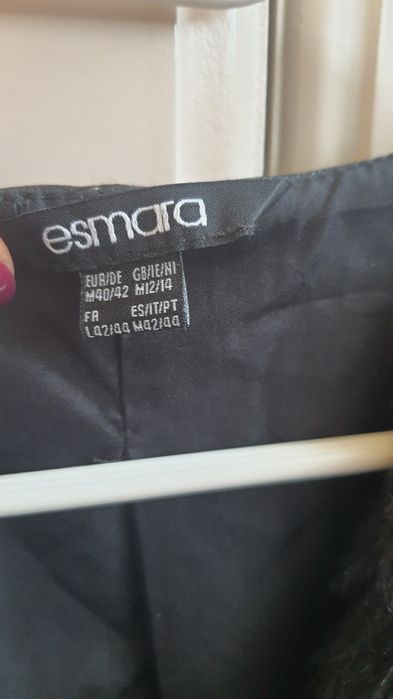 esmara
EUR/DE GB/IE/NI
M40/42 M12/14
FR ES/IT/PT
L42/44 M42/44